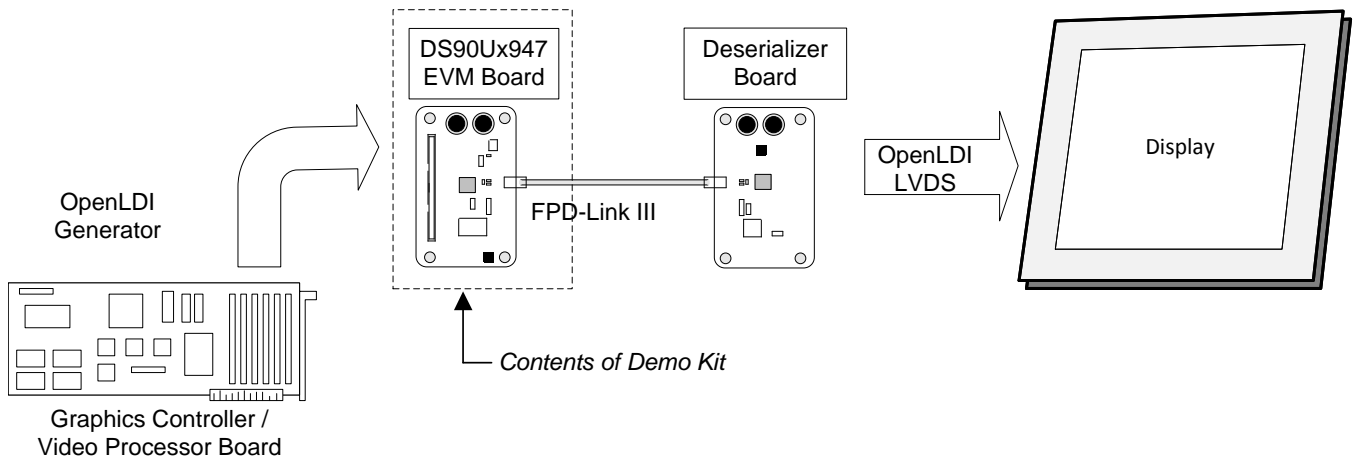 DS90Ux947
EVM Board
Deserializer
Board
OpenLDI
Generator
FPD-Link III
OpenLDI
LVDS
Display
Contents of Demo Kit
Graphics Controller /
Video Processor Board